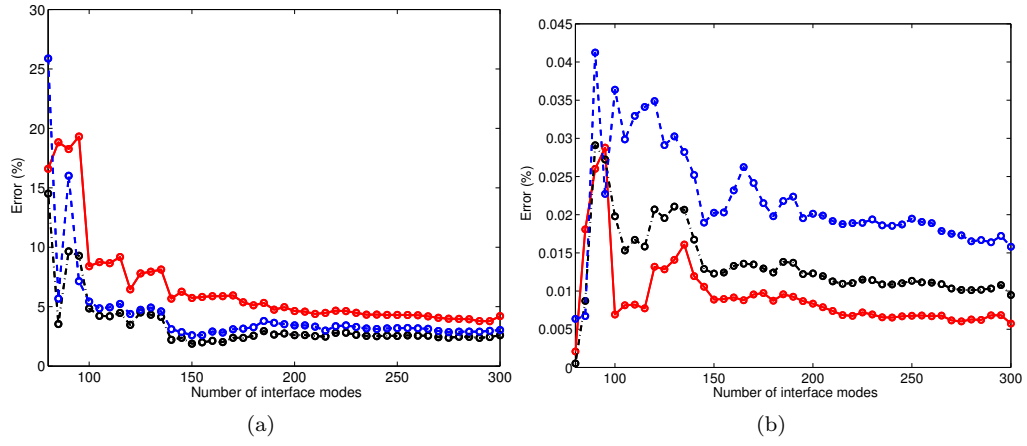 30
25
20
15
10
5
0
Error (%)
100 150 200 250 300
Number of interface modes
(a)
0.045
0.04
0.035
0.03
0.025
0.02
0.015
0.01
0.005
0
Error (%)
100 150 200 250 300
Number of interface modes
(b)